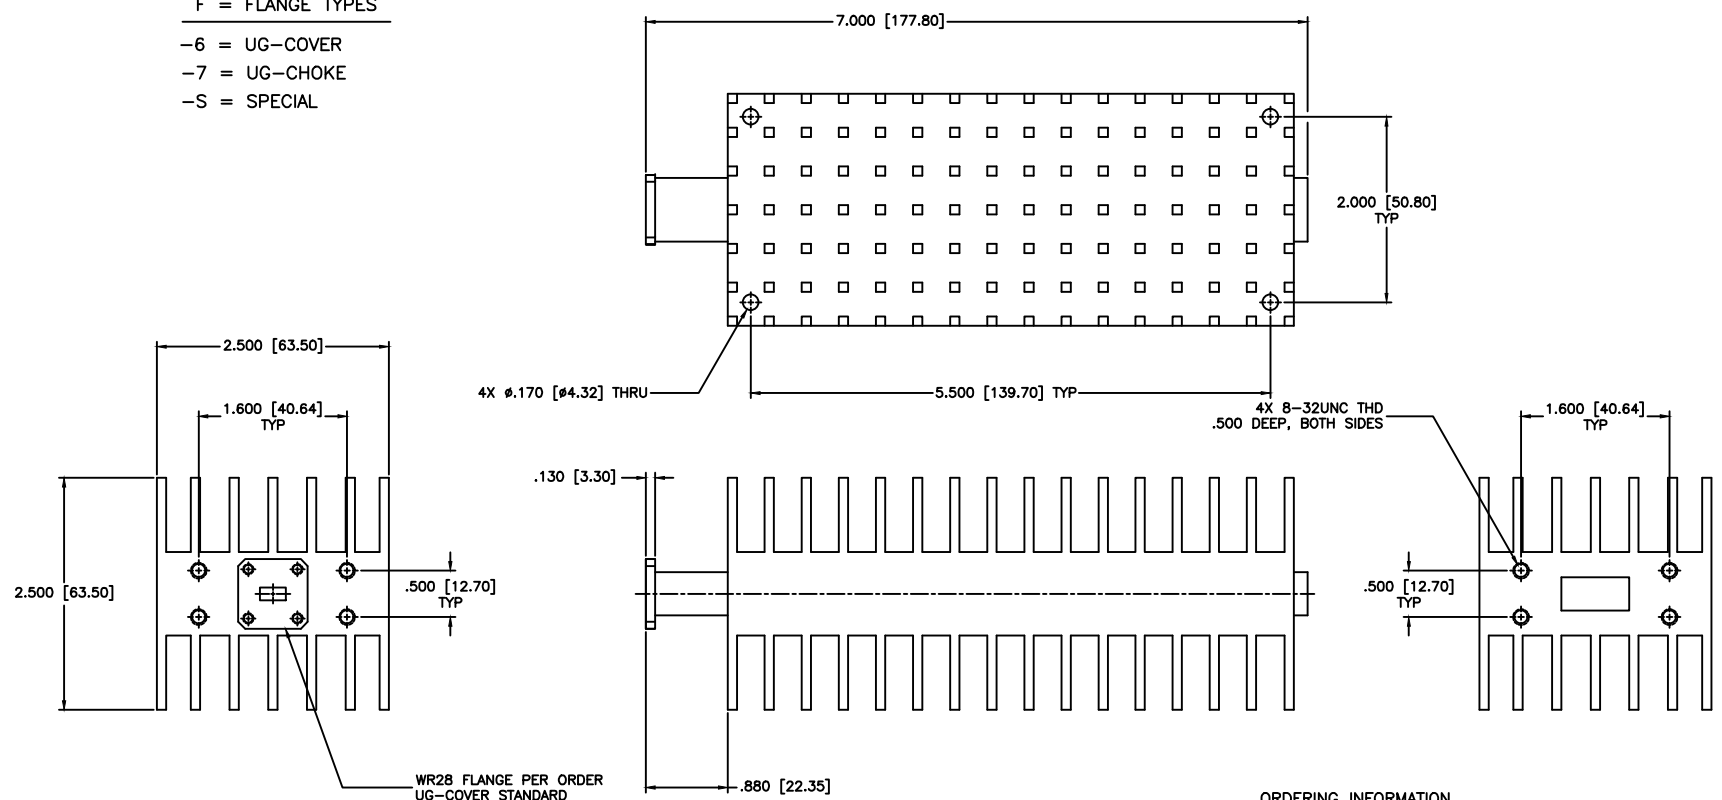 F = FLANGE TYPES
-6 = UG-COVER
-7 = UG-CHOKE
-S = SPECIAL
7.000 [177.80]
2.000 [50.80]
TYP
4X ø.170 [ø4.32] THRU
5.500 [139.70] TYP
2.500 [63.50]
1.600 [40.64]
TYP
2.500 [63.50]
.500 [12.70]
TYP
WR28 FLANGE PER ORDER
UG-COVER STANDARD
.130 [3.30]
.880 [22.35]
4X 8-32UNC THD
.500 DEEP, BOTH SIDES
1.600 [40.64]
TYP
.500 [12.70]
TYP
ORDERING INFORMATION